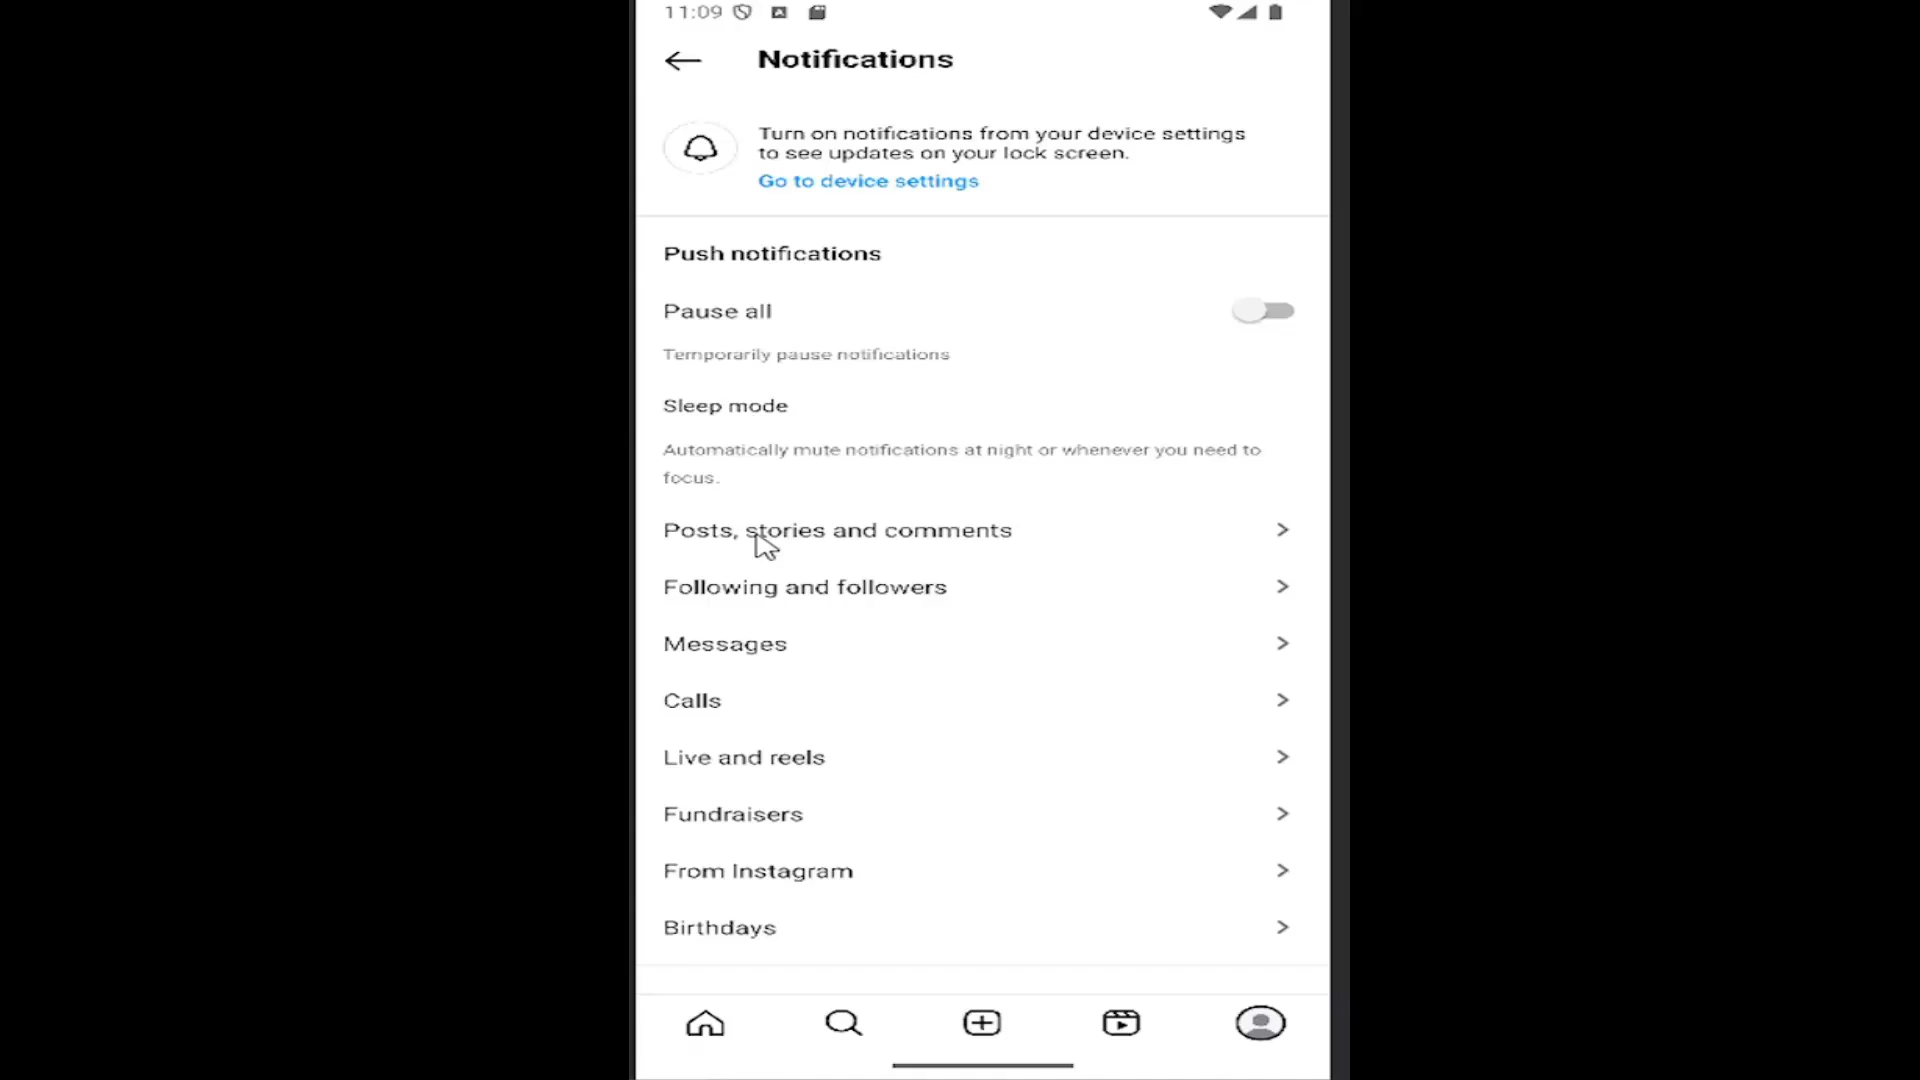 11:09
Notifications
Turn on notifications from your device settings
to see updates on your lock screen.
Go to device settings
Push notifications
Pause all
Temporarily pause notifications
Sleep mode
Automatically mute notifications at night or whenever you need to
focus.
Posts, stories and comments
Following and followers
Messages
Calls
Live and reels
Fundraisers
From Instagram
Birthdays